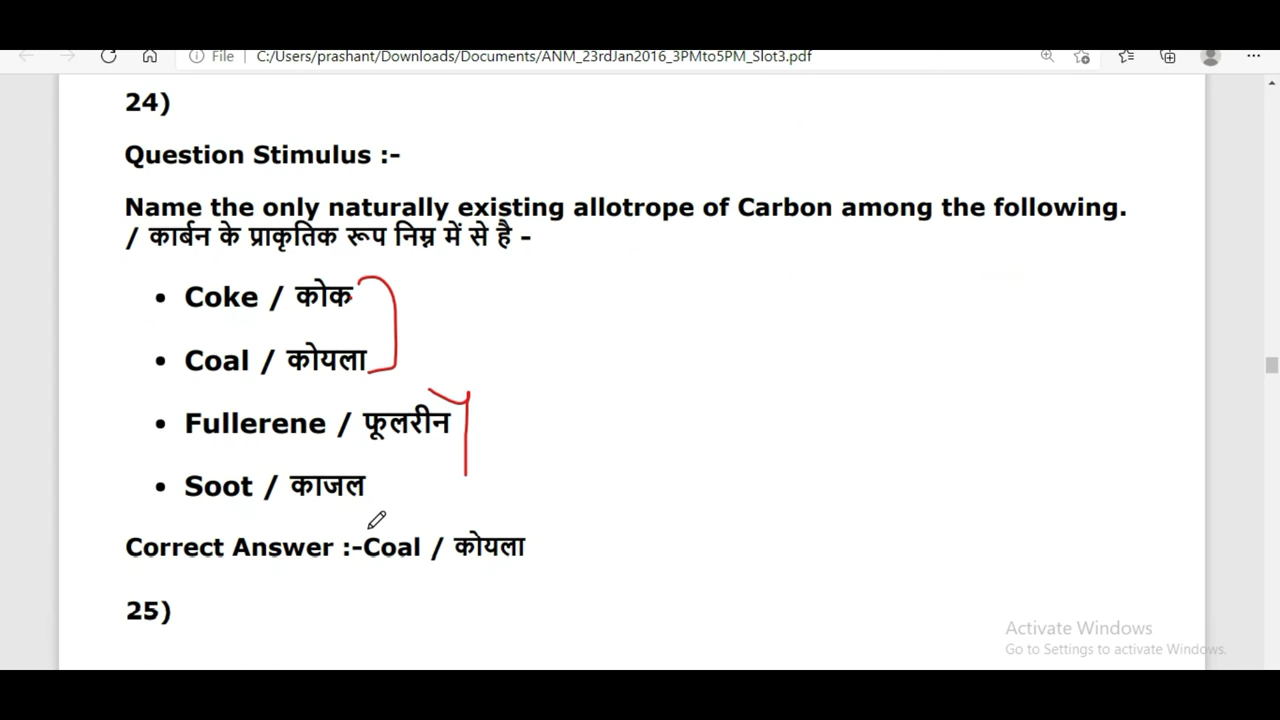 File C:/Users/prashant/Downloads/Documents/ANM_23rdJan2016_3PMto5PM_Slot3.pdf
24)
Question Stimulus :-
Name the only naturally existing allotrope of Carbon among the following.
/ कार्बन के प्राकृतिक रूप निम्न में से है -
• Coke / कोक
• Coal / कोयला
• Fullerene / फूलरीन
• Soot / काजल
Correct Answer :-Coal / कोयला
25)
Activate Windows
Go to Settings to activate Windows.